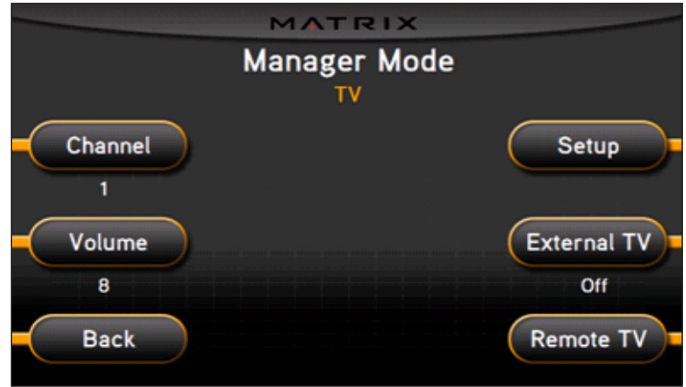 MATRIX
Manager Mode
TV
Channel
1
Volume
8
Back
Setup
External TV
Off
Remote TV